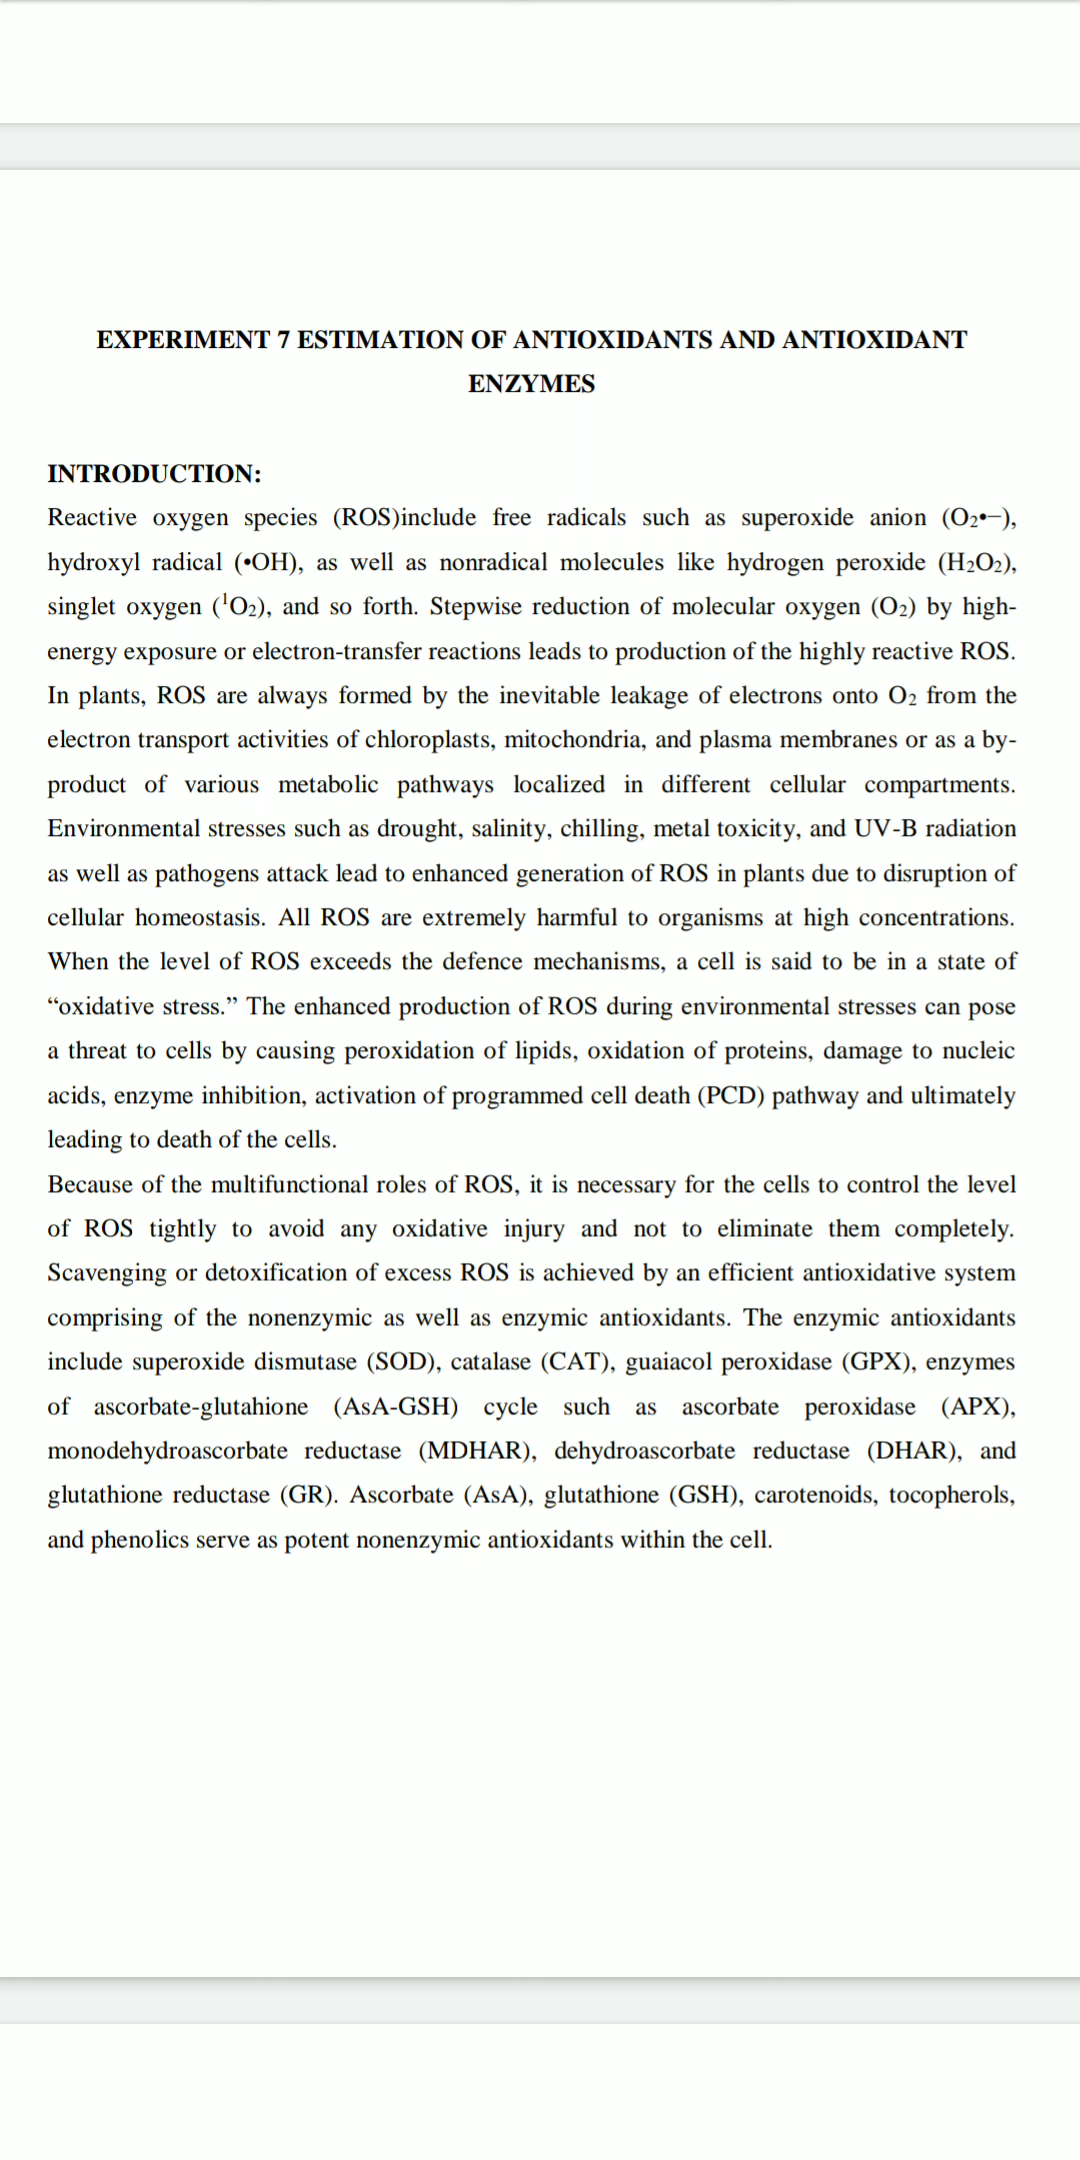 EXPERIMENT 7 ESTIMATION OF ANTIOXIDANTS AND ANTIOXIDANT
ENZYMES
INTRODUCTION:
Reactive oxygen species (ROS)include free radicals such as superoxide anion (O₂•−),
hydroxyl radical (•OH), as well as nonradical molecules like hydrogen peroxide (H₂O₂),
singlet oxygen (¹O₂), and so forth. Stepwise reduction of molecular oxygen (O₂) by high-
energy exposure or electron-transfer reactions leads to production of the highly reactive ROS.
In plants, ROS are always formed by the inevitable leakage of electrons onto O₂ from the
electron transport activities of chloroplasts, mitochondria, and plasma membranes or as a by-
product of various metabolic pathways localized in different cellular compartments.
Environmental stresses such as drought, salinity, chilling, metal toxicity, and UV-B radiation
as well as pathogens attack lead to enhanced generation of ROS in plants due to disruption of
cellular homeostasis. All ROS are extremely harmful to organisms at high concentrations.
When the level of ROS exceeds the defence mechanisms, a cell is said to be in a state of
“oxidative stress.” The enhanced production of ROS during environmental stresses can pose
a threat to cells by causing peroxidation of lipids, oxidation of proteins, damage to nucleic
acids, enzyme inhibition, activation of programmed cell death (PCD) pathway and ultimately
leading to death of the cells.
Because of the multifunctional roles of ROS, it is necessary for the cells to control the level
of ROS tightly to avoid any oxidative injury and not to eliminate them completely.
Scavenging or detoxification of excess ROS is achieved by an efficient antioxidative system
comprising of the nonenzymic as well as enzymic antioxidants. The enzymic antioxidants
include superoxide dismutase (SOD), catalase (CAT), guaiacol peroxidase (GPX), enzymes
of ascorbate-glutahione (AsA-GSH) cycle such as ascorbate peroxidase (APX),
monodehydroascorbate reductase (MDHAR), dehydroascorbate reductase (DHAR), and
glutathione reductase (GR). Ascorbate (AsA), glutathione (GSH), carotenoids, tocopherols,
and phenolics serve as potent nonenzymic antioxidants within the cell.